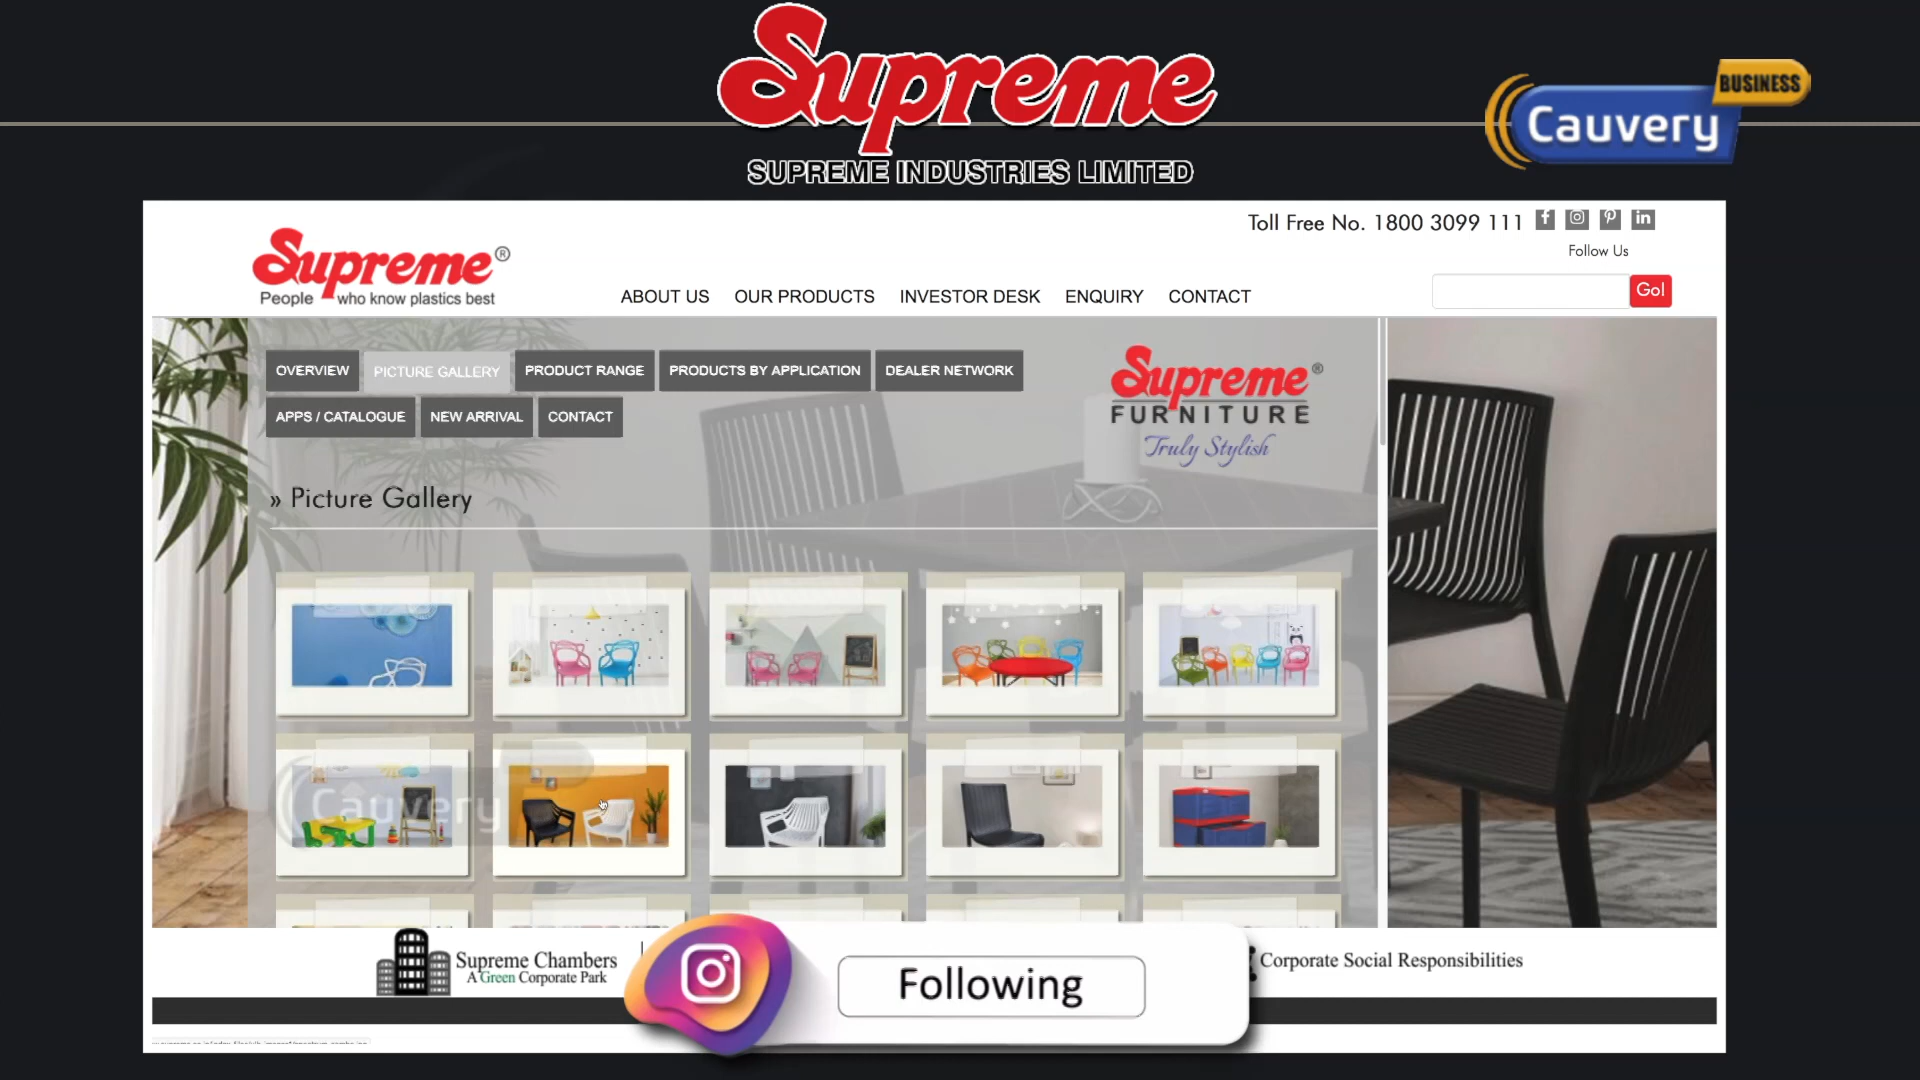 Supreme
SUPREME INDUSTRIES LIMITED
Cauvery
BUSINESS
Toll Free No. 1800 3099 111
Follow Us
Supreme®
People who know plastics best
ABOUT US OUR PRODUCTS INVESTOR DESK ENQUIRY CONTACT
Go!
OVERVIEW PICTURE GALLERY PRODUCT RANGE PRODUCTS BY APPLICATION DEALER NETWORK
APPS / CATALOGUE NEW ARRIVAL CONTACT
Supreme®
FURNITURE
Truly Stylish
» Picture Gallery
Cauvery
Supreme Chambers
A Green Corporate Park
Following
Corporate Social Responsibilities